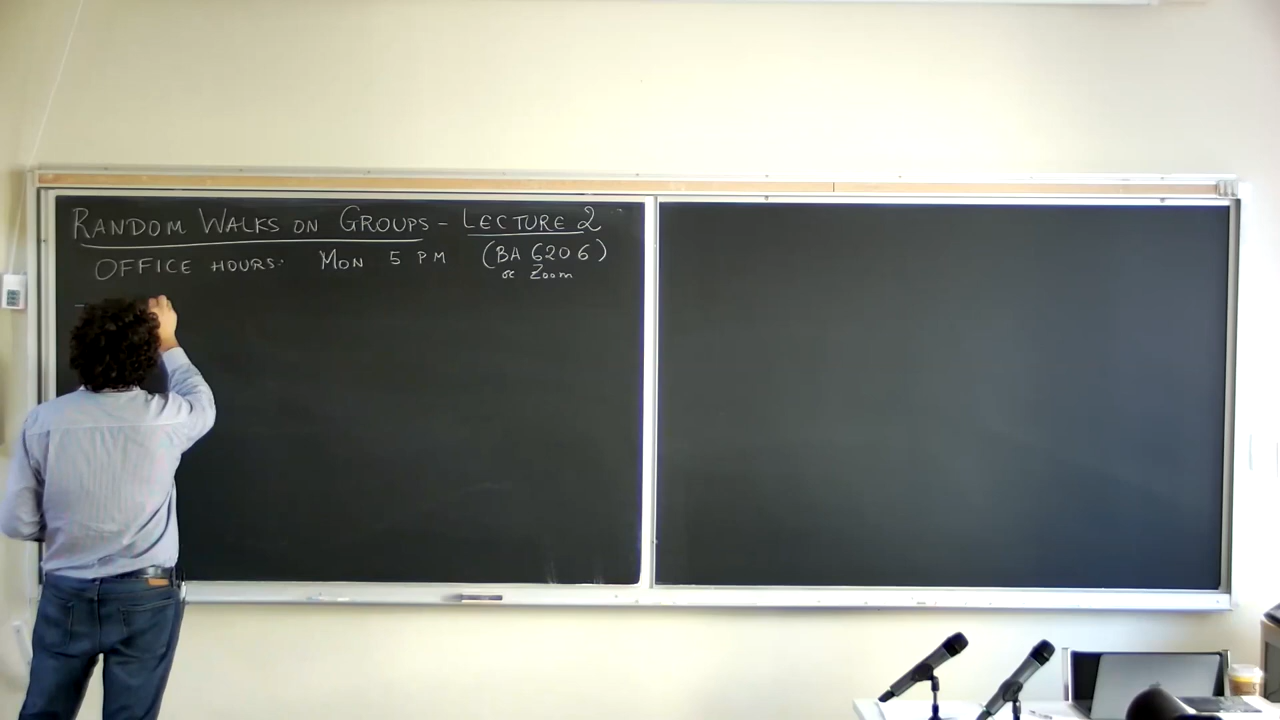 RANDOM WALKS ON GROUPS - LECTURE 2
OFFICE HOURS: MON 5 PM (BA 6206)
or Zoom